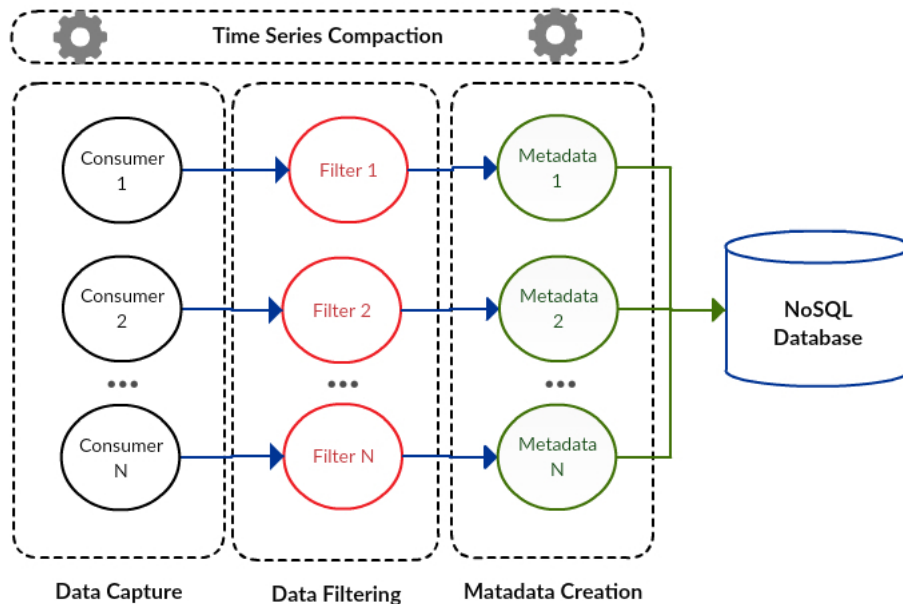 Time Series Compaction
Consumer
1
Filter 1
Metadata
1
Consumer
2
Filter 2
Metadata
2
NoSQL
Database
...
...
...
Consumer
N
Filter N
Metadata
N
Data Capture
Data Filtering
Matadata Creation